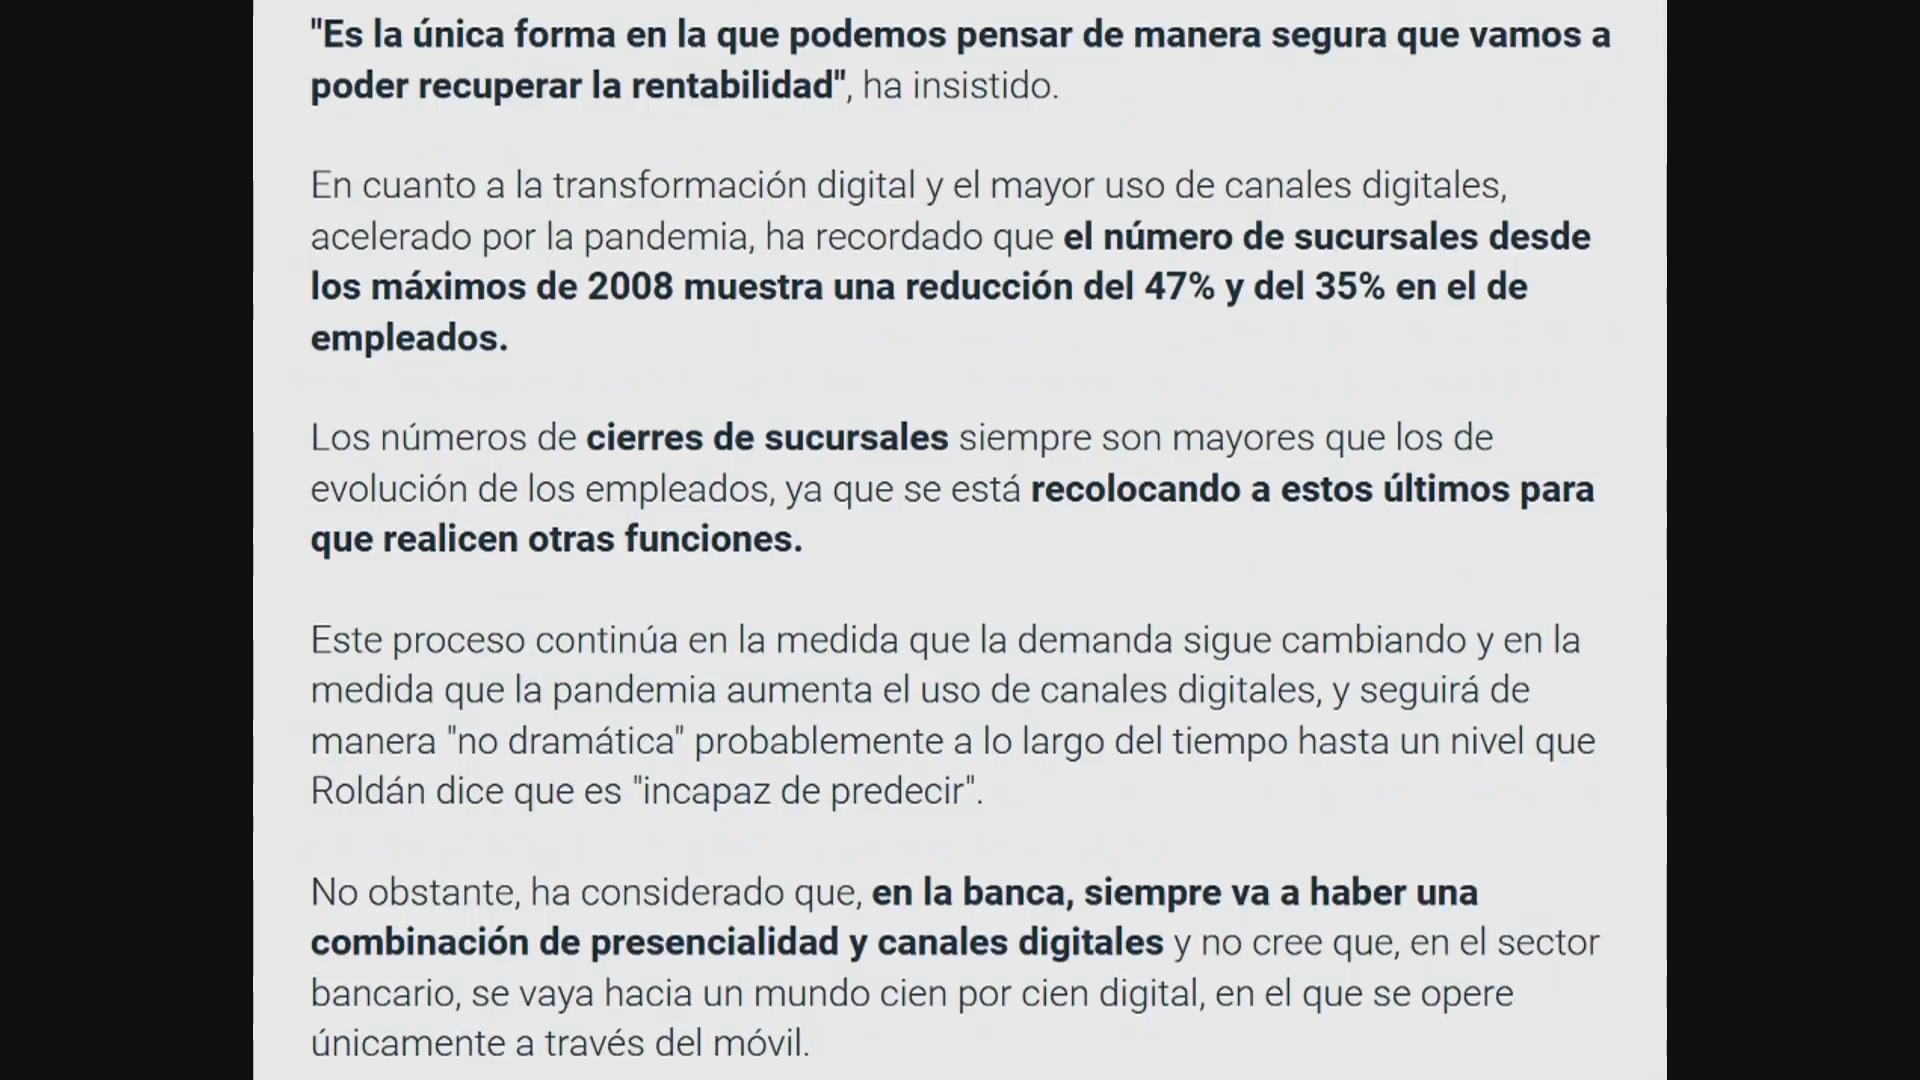 "Es la única forma en la que podemos pensar de manera segura que vamos a
poder recuperar la rentabilidad", ha insistido.
En cuanto a la transformación digital y el mayor uso de canales digitales,
acelerado por la pandemia, ha recordado que el número de sucursales desde
los máximos de 2008 muestra una reducción del 47% y del 35% en el de
empleados.
Los números de cierres de sucursales siempre son mayores que los de
evolución de los empleados, ya que se está recolocando a estos últimos para
que realicen otras funciones.
Este proceso continúa en la medida que la demanda sigue cambiando y en la
medida que la pandemia aumenta el uso de canales digitales, y seguirá de
manera "no dramática" probablemente a lo largo del tiempo hasta un nivel que
Roldán dice que es "incapaz de predecir".
No obstante, ha considerado que, en la banca, siempre va a haber una
combinación de presencialidad y canales digitales y no cree que, en el sector
bancario, se vaya hacia un mundo cien por cien digital, en el que se opere
únicamente a través del móvil.